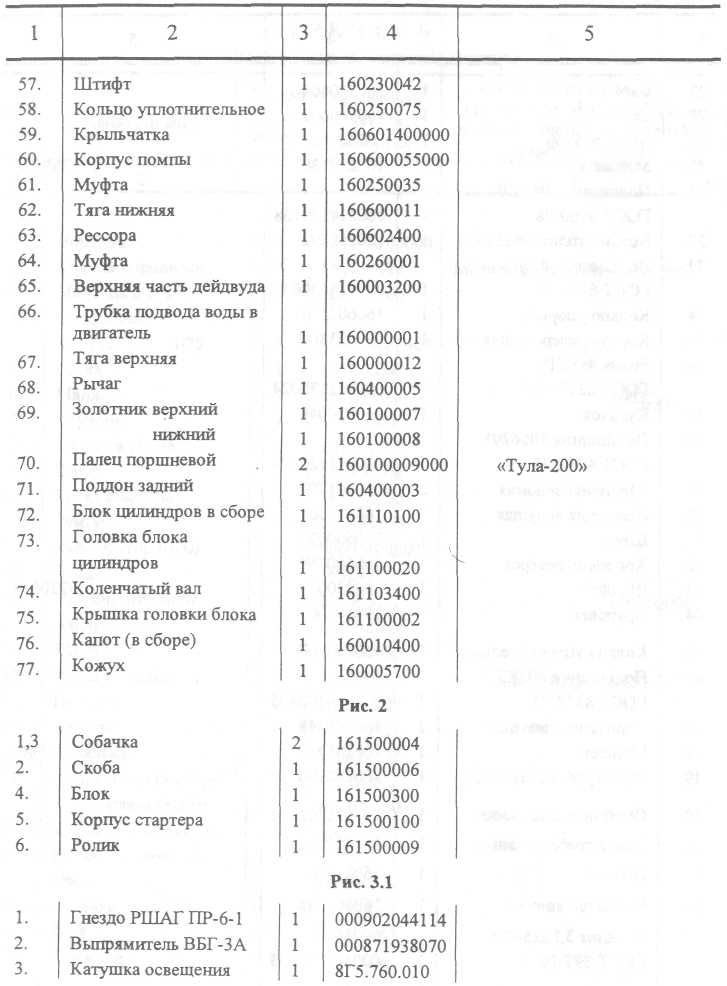 1 2 3 4 5
57. Штифт 1 160230042
58. Кольцо уплотнительное 1 160250075
59. Крыльчатка 1 160601400000
60. Корпус помпы 1 160600055000
61. Муфта 1 160250035
62. Тяга нижняя 1 160600011
63. Рессора 1 160602400
64. Муфта 1 160260001
65. Верхняя часть дейдвуда 1 160003200
66. Трубка подвода воды в
двигатель 1 160000001
67. Тяга верхняя 1 160000012
68. Рычаг 1 160400005
69. Золотник верхний 1 160100007
нижний 1 160100008
70. Палец поршневой 2 160100009000 «Тула-200»
71. Поддон задний 1 160400003
72. Блок цилиндров в сборе 1 161110100
73. Головка блока
цилиндров 1 161100020
74. Коленчатый вал 1 161103400
75. Крышка головки блока 1 161100002
76. Капот (в сборе) 1 160010400
77. Кожух 1 160005700
Рис. 2
1,3 Собачка 2 161500004
2. Скоба 1 161500006
4. Блок 1 161500300
5. Корпус стартера 1 161500100
6. Ролик 1 161500009
Рис. 3.1
1. Гнездо РШАГ ПР-6-1 1 000902044114
2. Выпрямитель ВБГ-3А 1 000871938070
3. Катушка освещения 1 8Г5.760.010